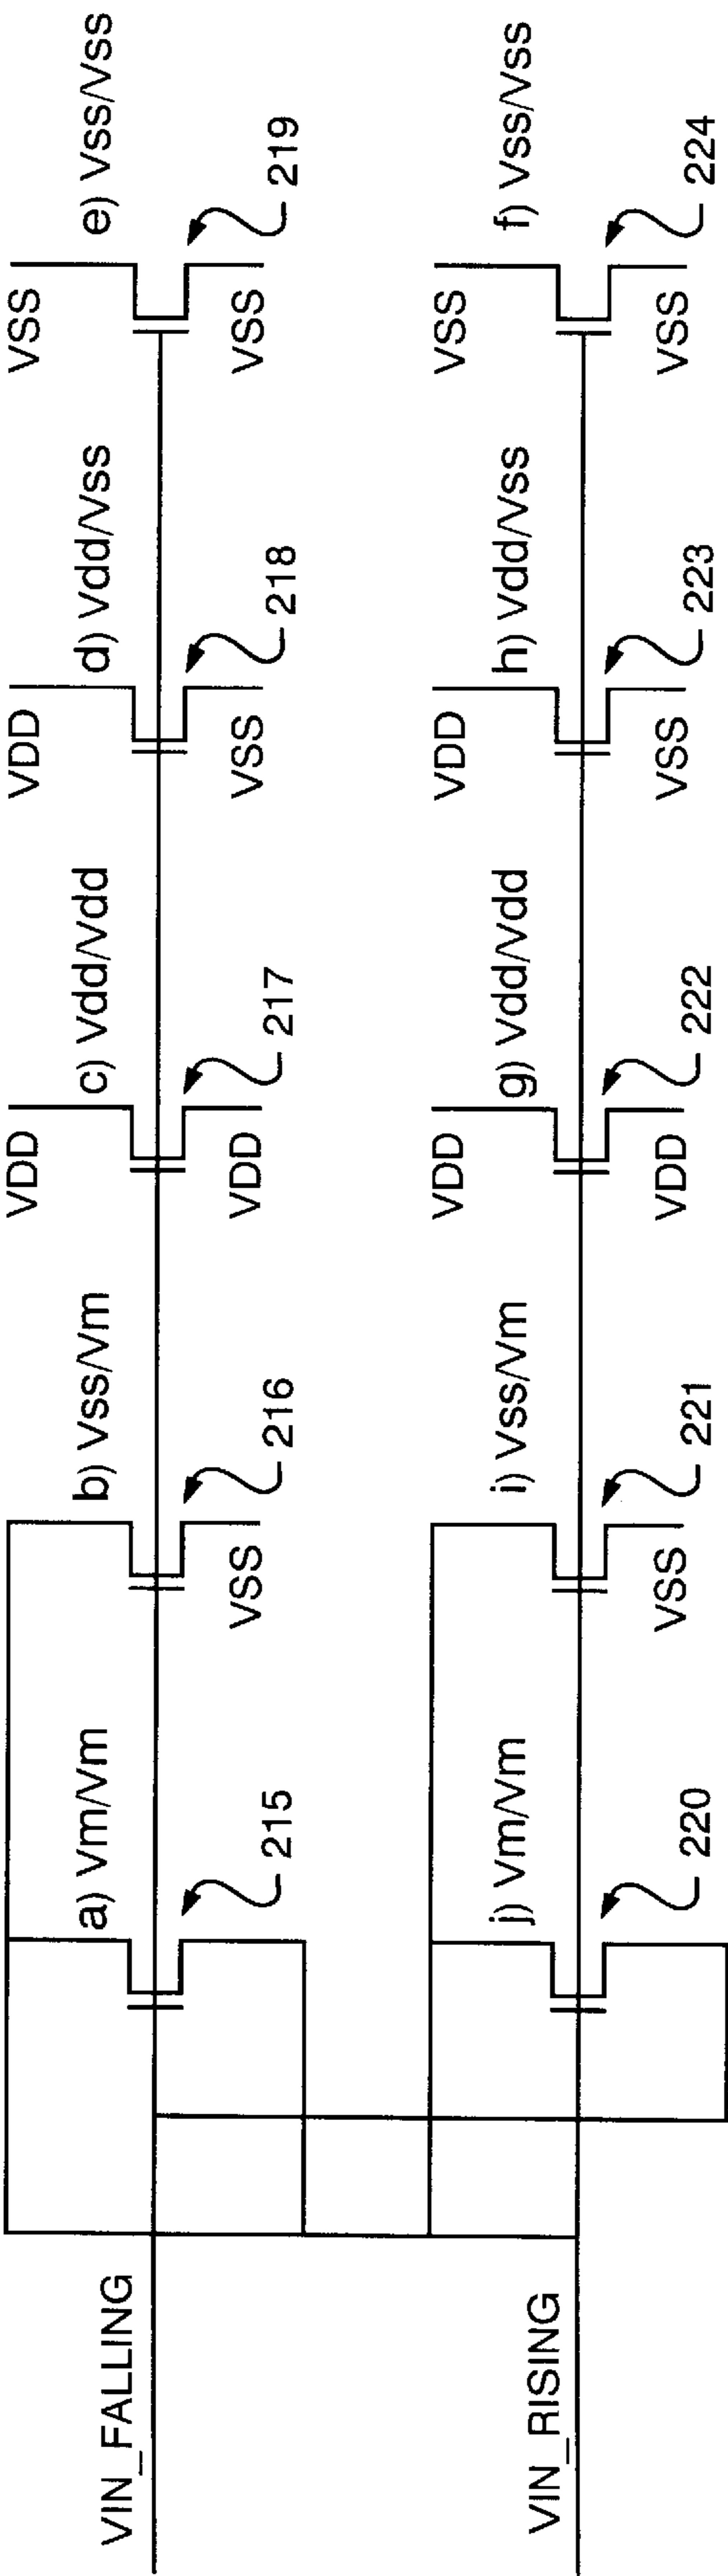 VSS
e) Vss/Vss
VSS
219
VDD
d) Vdd/Vss
VSS
218
VDD
c) Vdd/Vdd
VDD
217
b) Vss/Vm
VSS
216
a) Vm/Vm
215
VIN_FALLING
VSS
f) Vss/Vss
VSS
224
VDD
h) Vdd/Vss
VSS
223
VDD
g) Vdd/Vdd
VDD
222
i) Vss/Vm
VSS
221
j) Vm/Vm
220
VIN_RISING